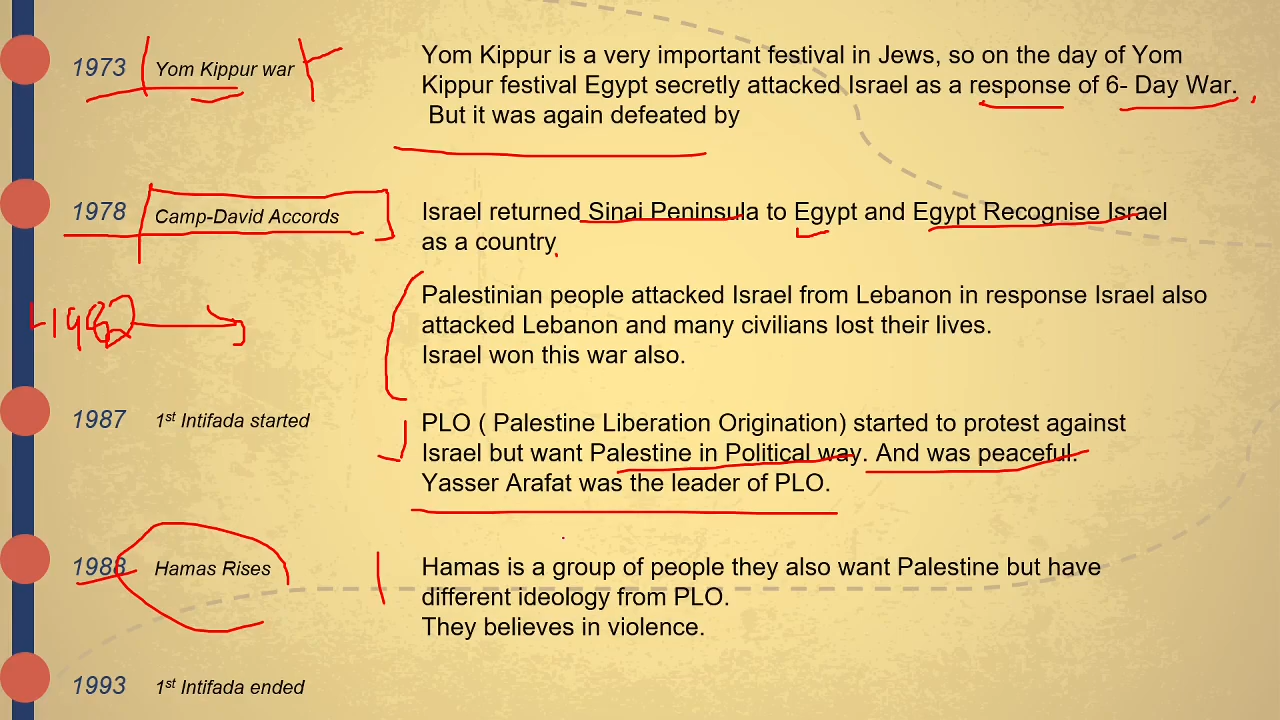 1973 Yom Kippur war
Yom Kippur is a very important festival in Jews, so on the day of Yom
Kippur festival Egypt secretly attacked Israel as a response of 6- Day War.
But it was again defeated by
1978 Camp-David Accords
Israel returned Sinai Peninsula to Egypt and Egypt Recognise Israel
as a country
1982
Palestinian people attacked Israel from Lebanon in response Israel also
attacked Lebanon and many civilians lost their lives.
Israel won this war also.
1987 1st Intifada started
PLO ( Palestine Liberation Origination) started to protest against
Israel but want Palestine in Political way. And was peaceful.
Yasser Arafat was the leader of PLO.
1988 Hamas Rises
Hamas is a group of people they also want Palestine but have
different ideology from PLO.
They believes in violence.
1993 1st Intifada ended